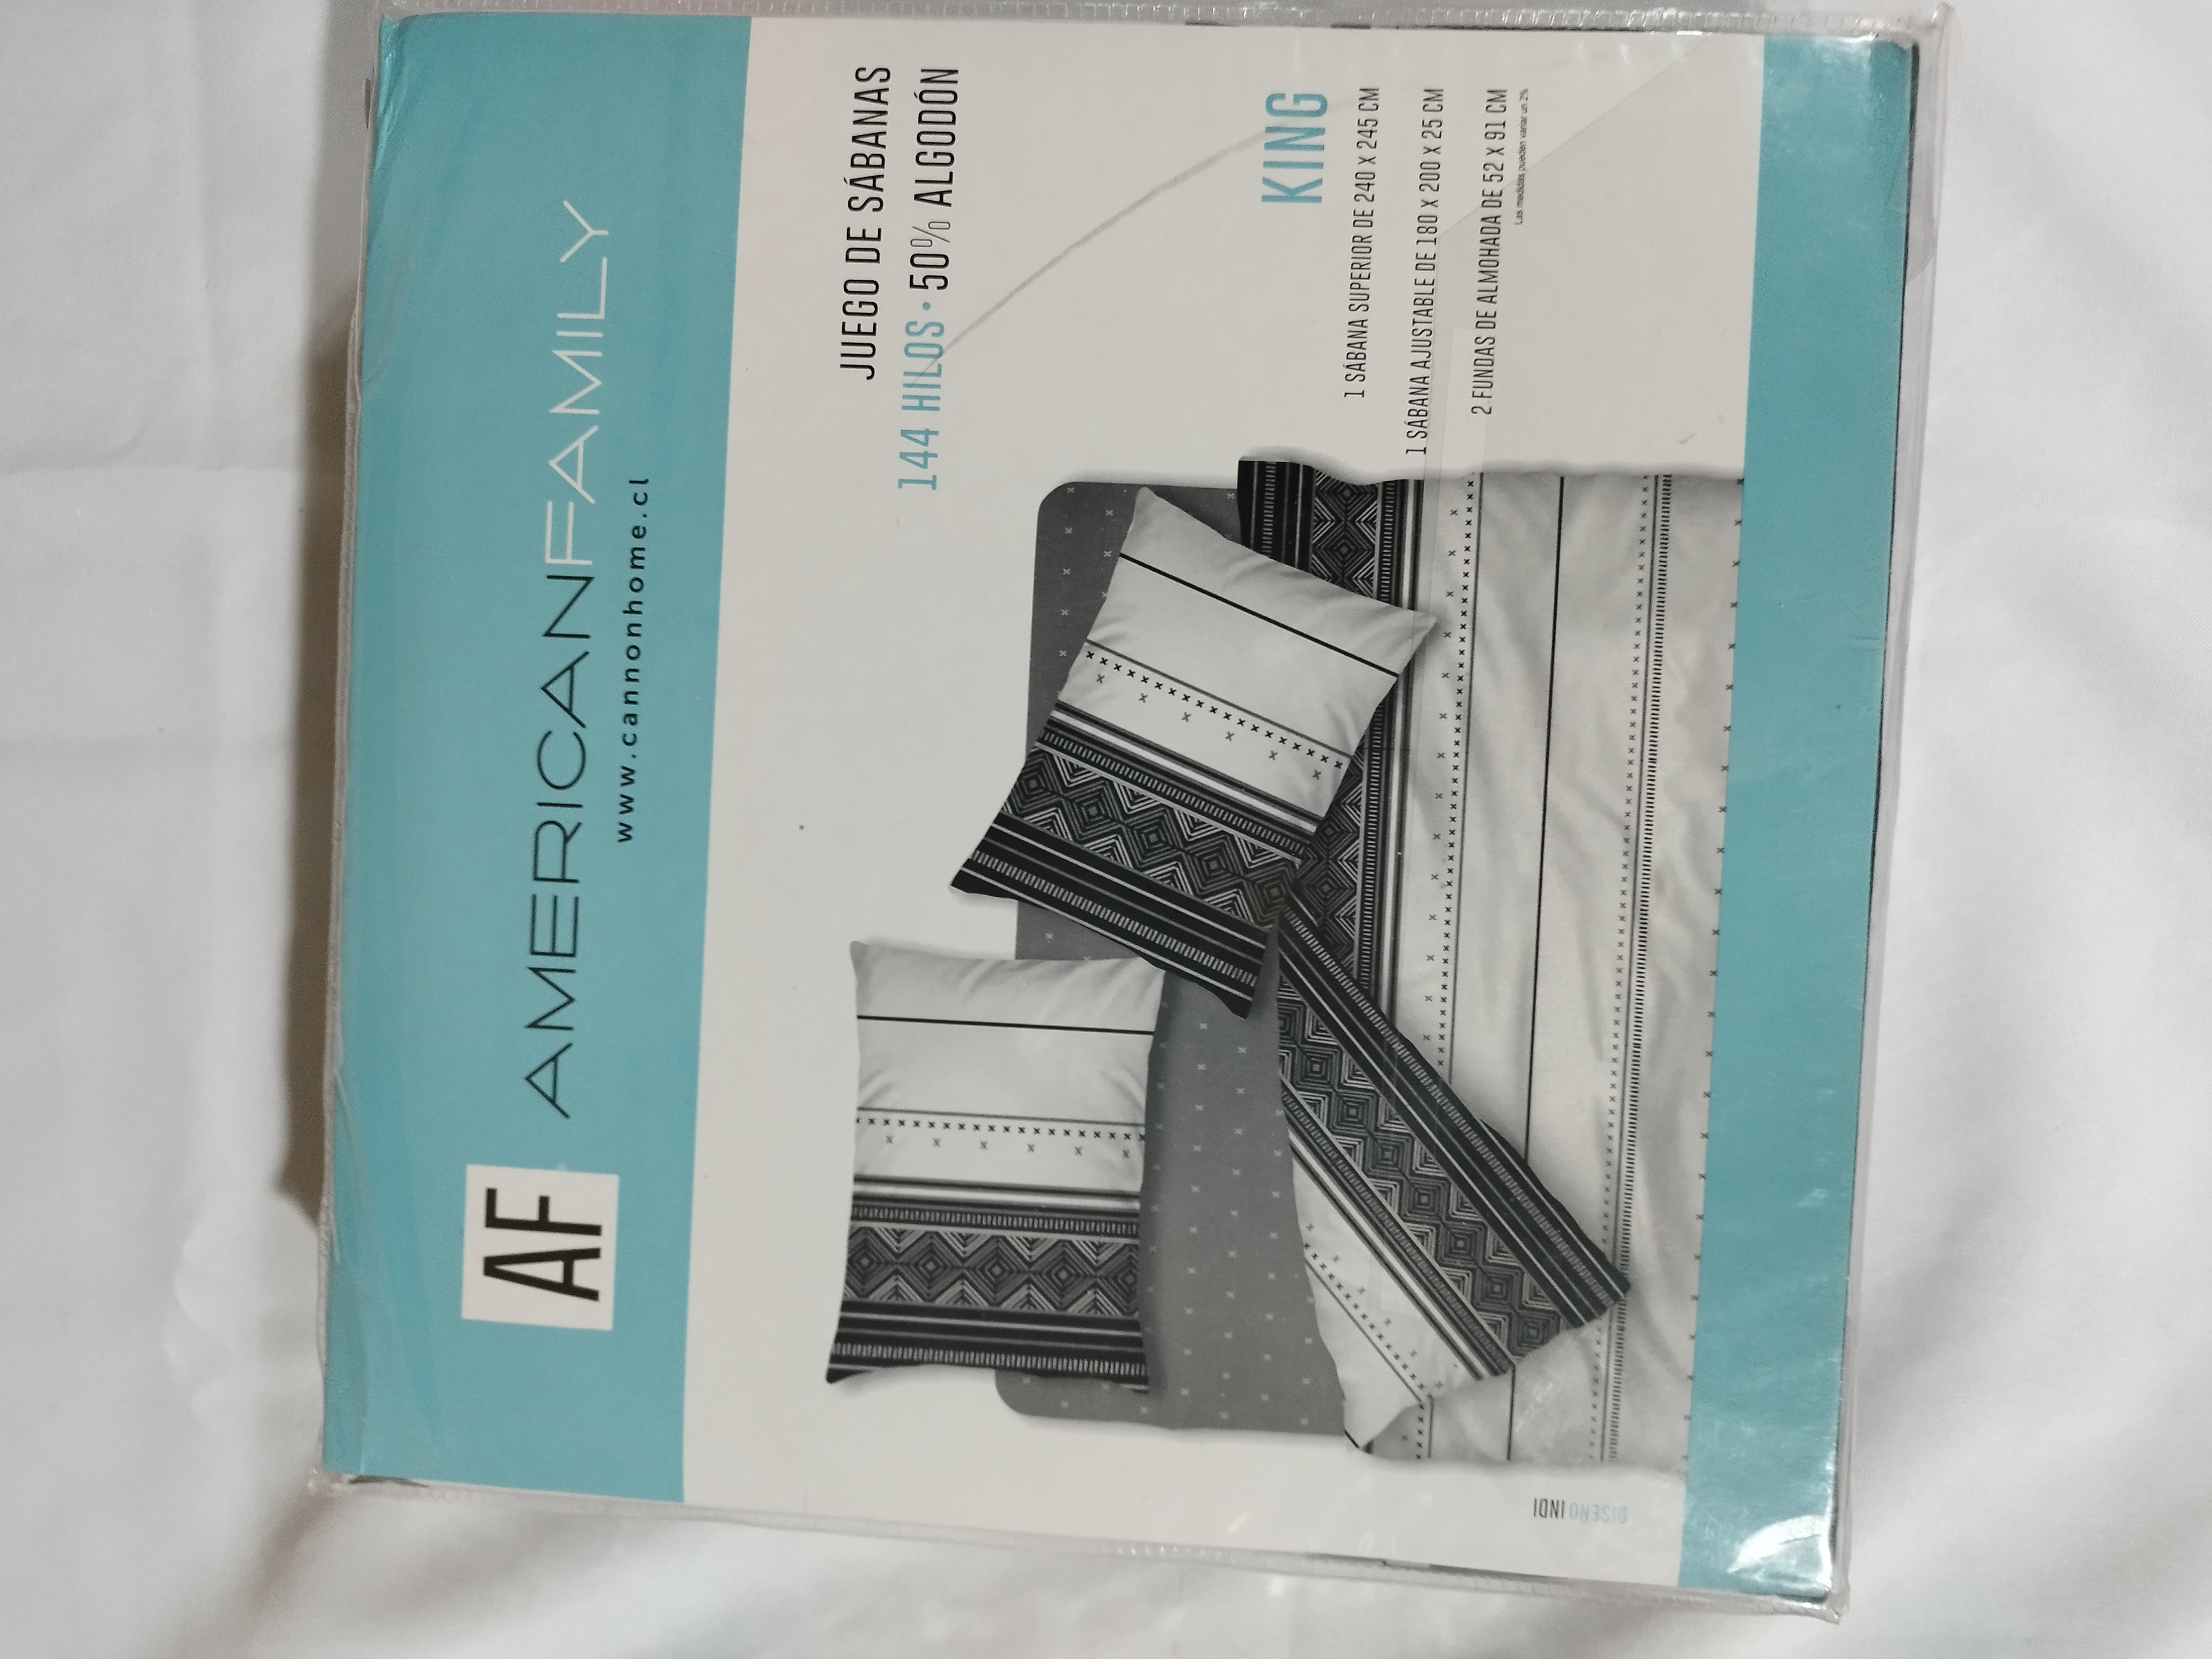 AF
AMERICANFAMILY
www.cannonhome.cl
JUEGO DE SÁBANAS
144 HILOS • 50% ALGODÓN
KING
1 SÁBANA SUPERIOR DE 240 X 245 CM
1 SÁBANA AJUSTABLE DE 180 X 200 X 25 CM
2 FUNDAS DE ALMOHADA DE 52 X 91 CM
Las medidas pueden variar un 2%
DISEÑO INDI